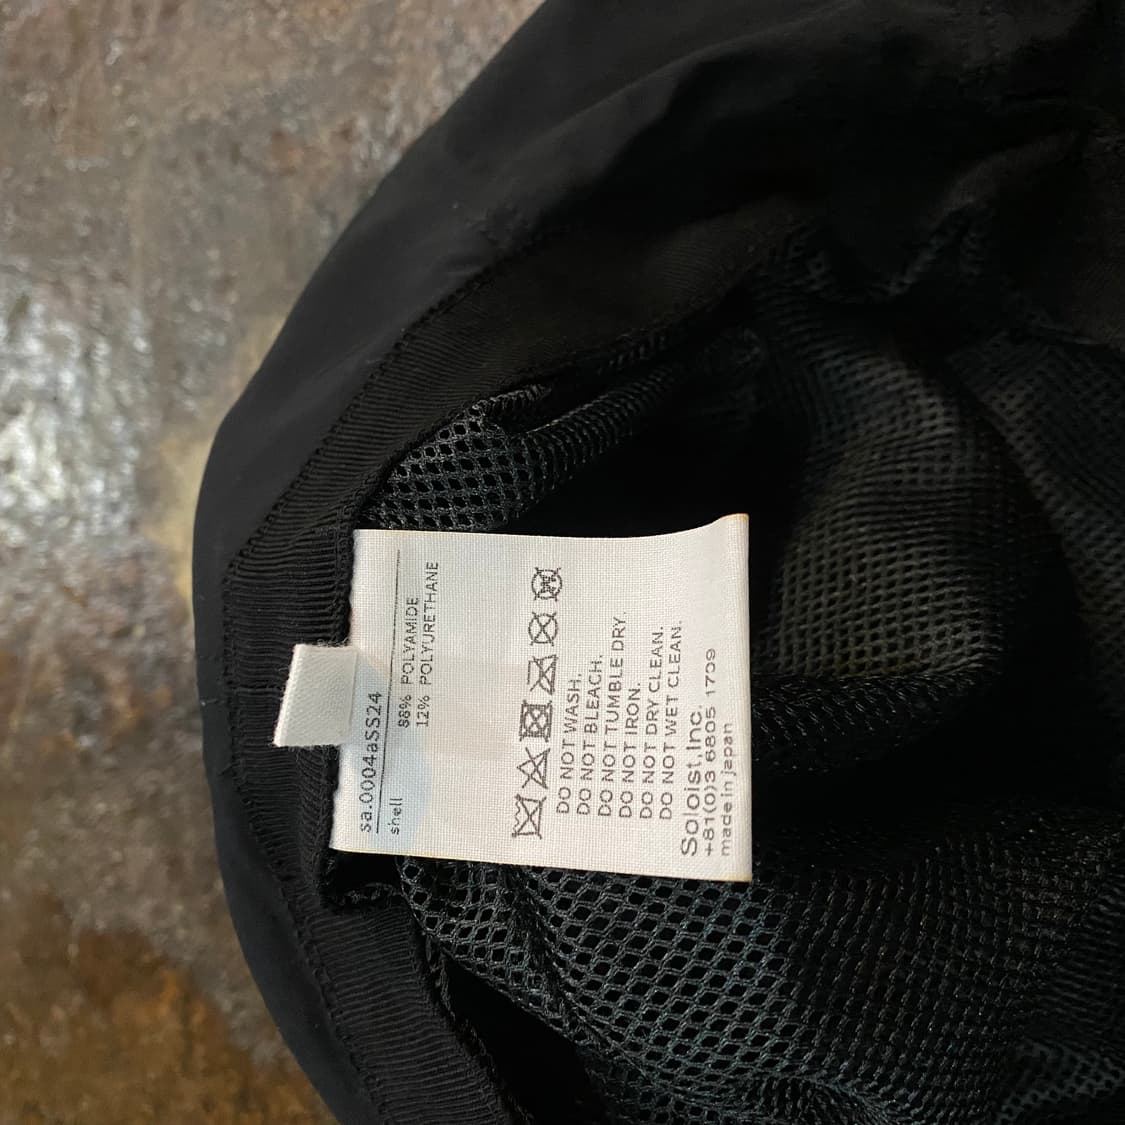 sa.0004aSS24
shell 88% POLYAMIDE
12% POLYURETHANE
DO NOT WASH.
DO NOT BLEACH.
DO NOT TUMBLE DRY.
DO NOT IRON.
DO NOT DRY CLEAN.
DO NOT WET CLEAN.
Soloist,Inc.
+81(0)3 6805 1709
made in japan